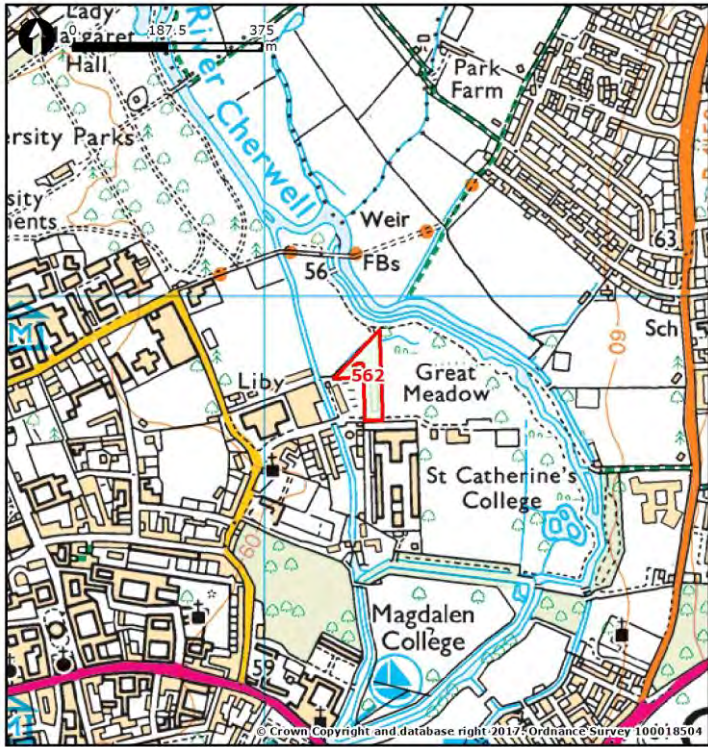 Lady
Margaret
Hall
0 187.5 375
m
River Cherwell
Park
Farm
ersity Parks
sity
nents
Weir
FBs
56
63
60
Sch
M
562
Liby
Great
Meadow
St Catherine's
College
60
Magdalen
College
59
© Crown Copyright and database right 2017. Ordnance Survey 100018504